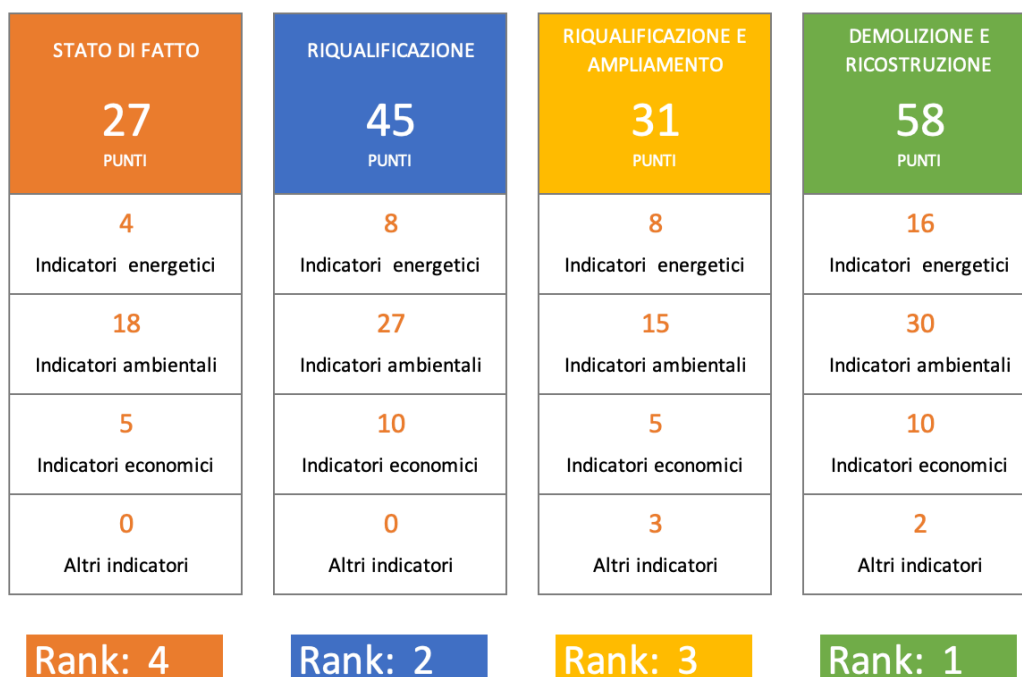 STATO DI FATTO
27
PUNTI
4
Indicatori energetici
18
Indicatori ambientali
5
Indicatori economici
0
Altri indicatori
Rank: 4
RIQUALIFICAZIONE
45
PUNTI
8
Indicatori energetici
27
Indicatori ambientali
10
Indicatori economici
0
Altri indicatori
Rank: 2
RIQUALIFICAZIONE E
AMPLIAMENTO
31
PUNTI
8
Indicatori energetici
15
Indicatori ambientali
5
Indicatori economici
3
Altri indicatori
Rank: 3
DEMOLIZIONE E
RICOSTRUZIONE
58
PUNTI
16
Indicatori energetici
30
Indicatori ambientali
10
Indicatori economici
2
Altri indicatori
Rank: 1